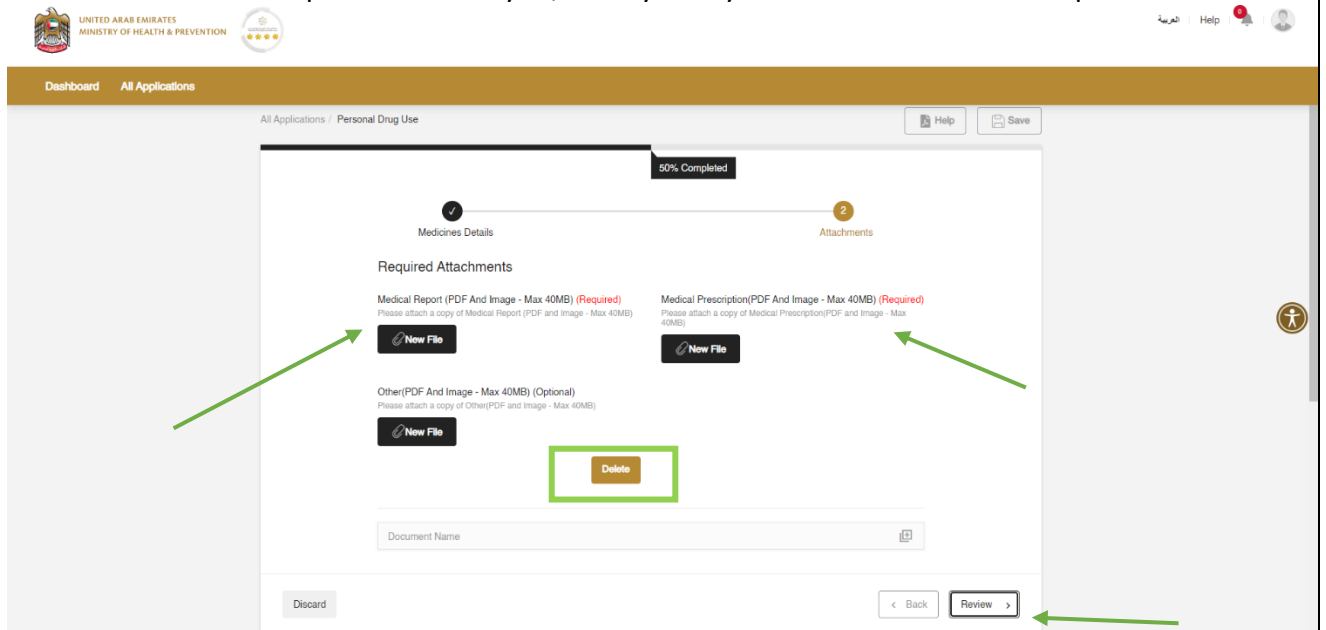 UNITED ARAB EMIRATES
MINISTRY OF HEALTH & PREVENTION
العربية Help 0
Dashboard All Applications
All Applications / Personal Drug Use
Help Save
50% Completed
2
Medicines Details Attachments
Required Attachments
Medical Report (PDF And Image - Max 40MB) (Required)
Please attach a copy of Medical Report (PDF and Image - Max 40MB)
New File
Medical Prescription(PDF And Image - Max 40MB) (Required)
Please attach a copy of Medical Prescription(PDF and Image - Max
40MB)
New File
Other(PDF And Image - Max 40MB) (Optional)
Please attach a copy of Other(PDF and Image - Max 40MB)
New File
Delete
Document Name
Discard < Back Review >